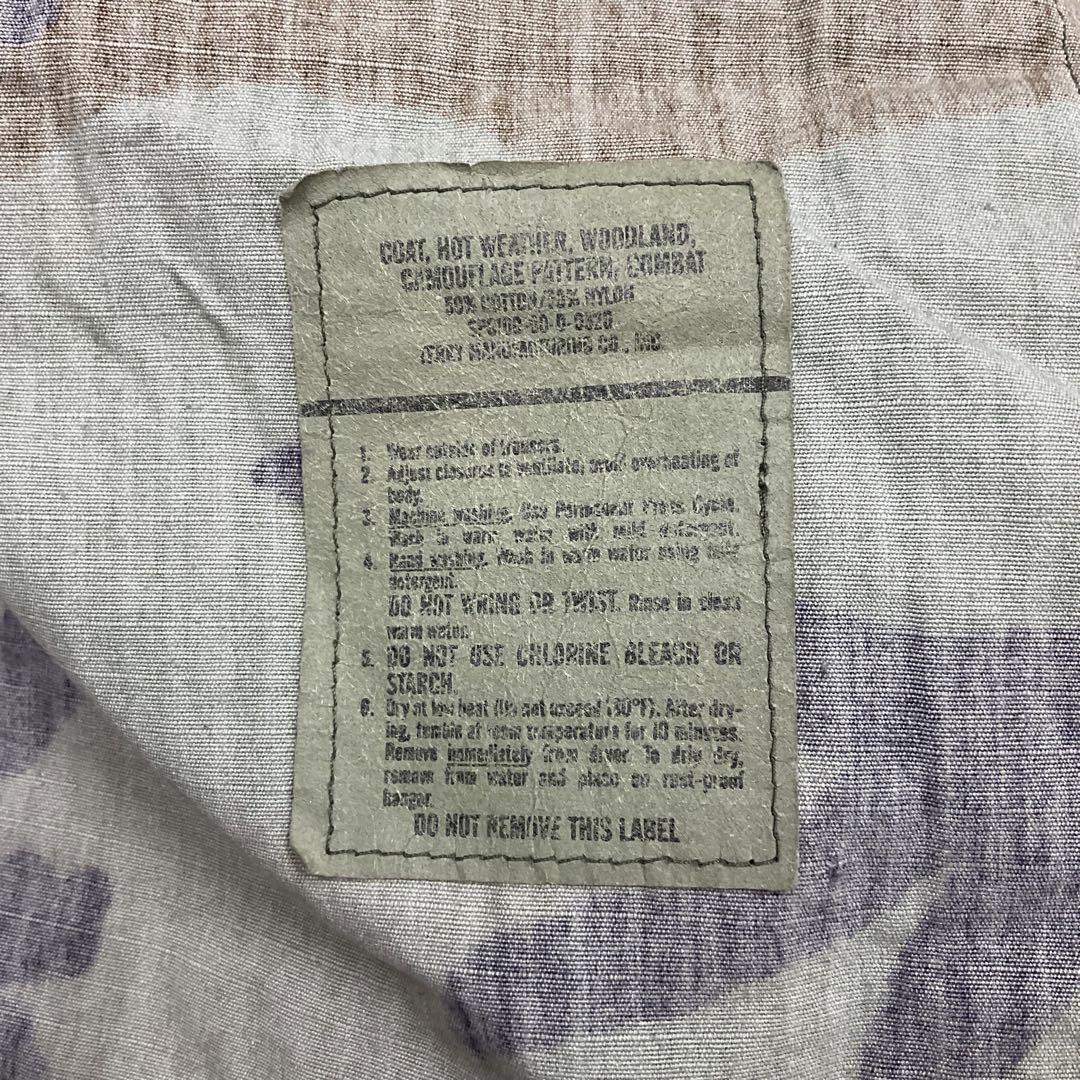 COAT, HOT WEATHER, WOODLAND,
CAMOUFLAGE PATTERN, COMBAT
50% COTTON/50% NYLON
MANUFACTURING CO., INC.
1. Wear outside of trousers.
2. Adjust closures to ventilate; avoid overheating of
body.
3. Machine washing. Use Permanent Press Cycle.
Wash in warm water with mild detergent.
4. Hand washing. Wash in warm water using mild
detergent.
DO NOT WRING OR TWIST. Rinse in clean
warm water.
5. DO NOT USE CHLORINE BLEACH OR
STARCH.
6. Dry at low heat (Do not exceed 130°F). After dry-
ing, tumble at room temperature for 10 minutes.
Remove immediately from dryer. To drip dry,
remove from water and place on rust-proof
hanger.
DO NOT REMOVE THIS LABEL